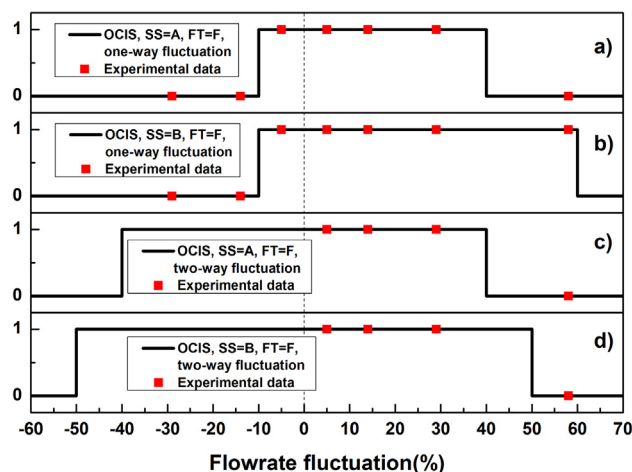 1
OCIS, SS=A, FT=F,
one-way fluctuation
Experimental data
a)
0
1
OCIS, SS=B, FT=F,
one-way fluctuation
Experimental data
b)
0
1
OCIS, SS=A, FT=F,
two-way fluctuation
Experimental data
c)
0
1
OCIS, SS=B, FT=F,
two-way fluctuation
Experimental data
d)
0
-60 -50 -40 -30 -20 -10 0 10 20 30 40 50 60 70
Flowrate fluctuation(%)